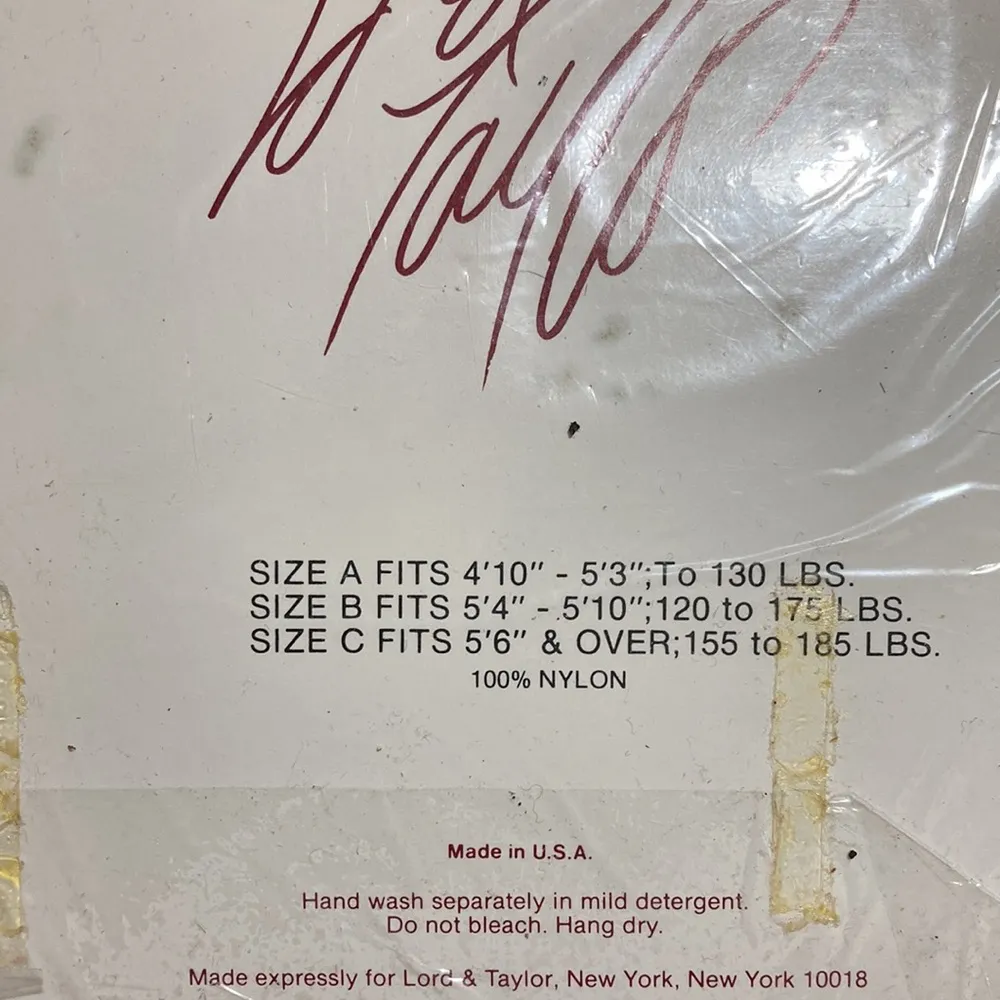 & Taylor
SIZE A FITS 4'10" - 5'3";To 130 LBS.
SIZE B FITS 5'4" - 5'10";120 to 175 LBS.
SIZE C FITS 5'6" & OVER;155 to 185 LBS.
100% NYLON
Made in U.S.A.
Hand wash separately in mild detergent.
Do not bleach. Hang dry.
Made expressly for Lord & Taylor, New York, New York 10018